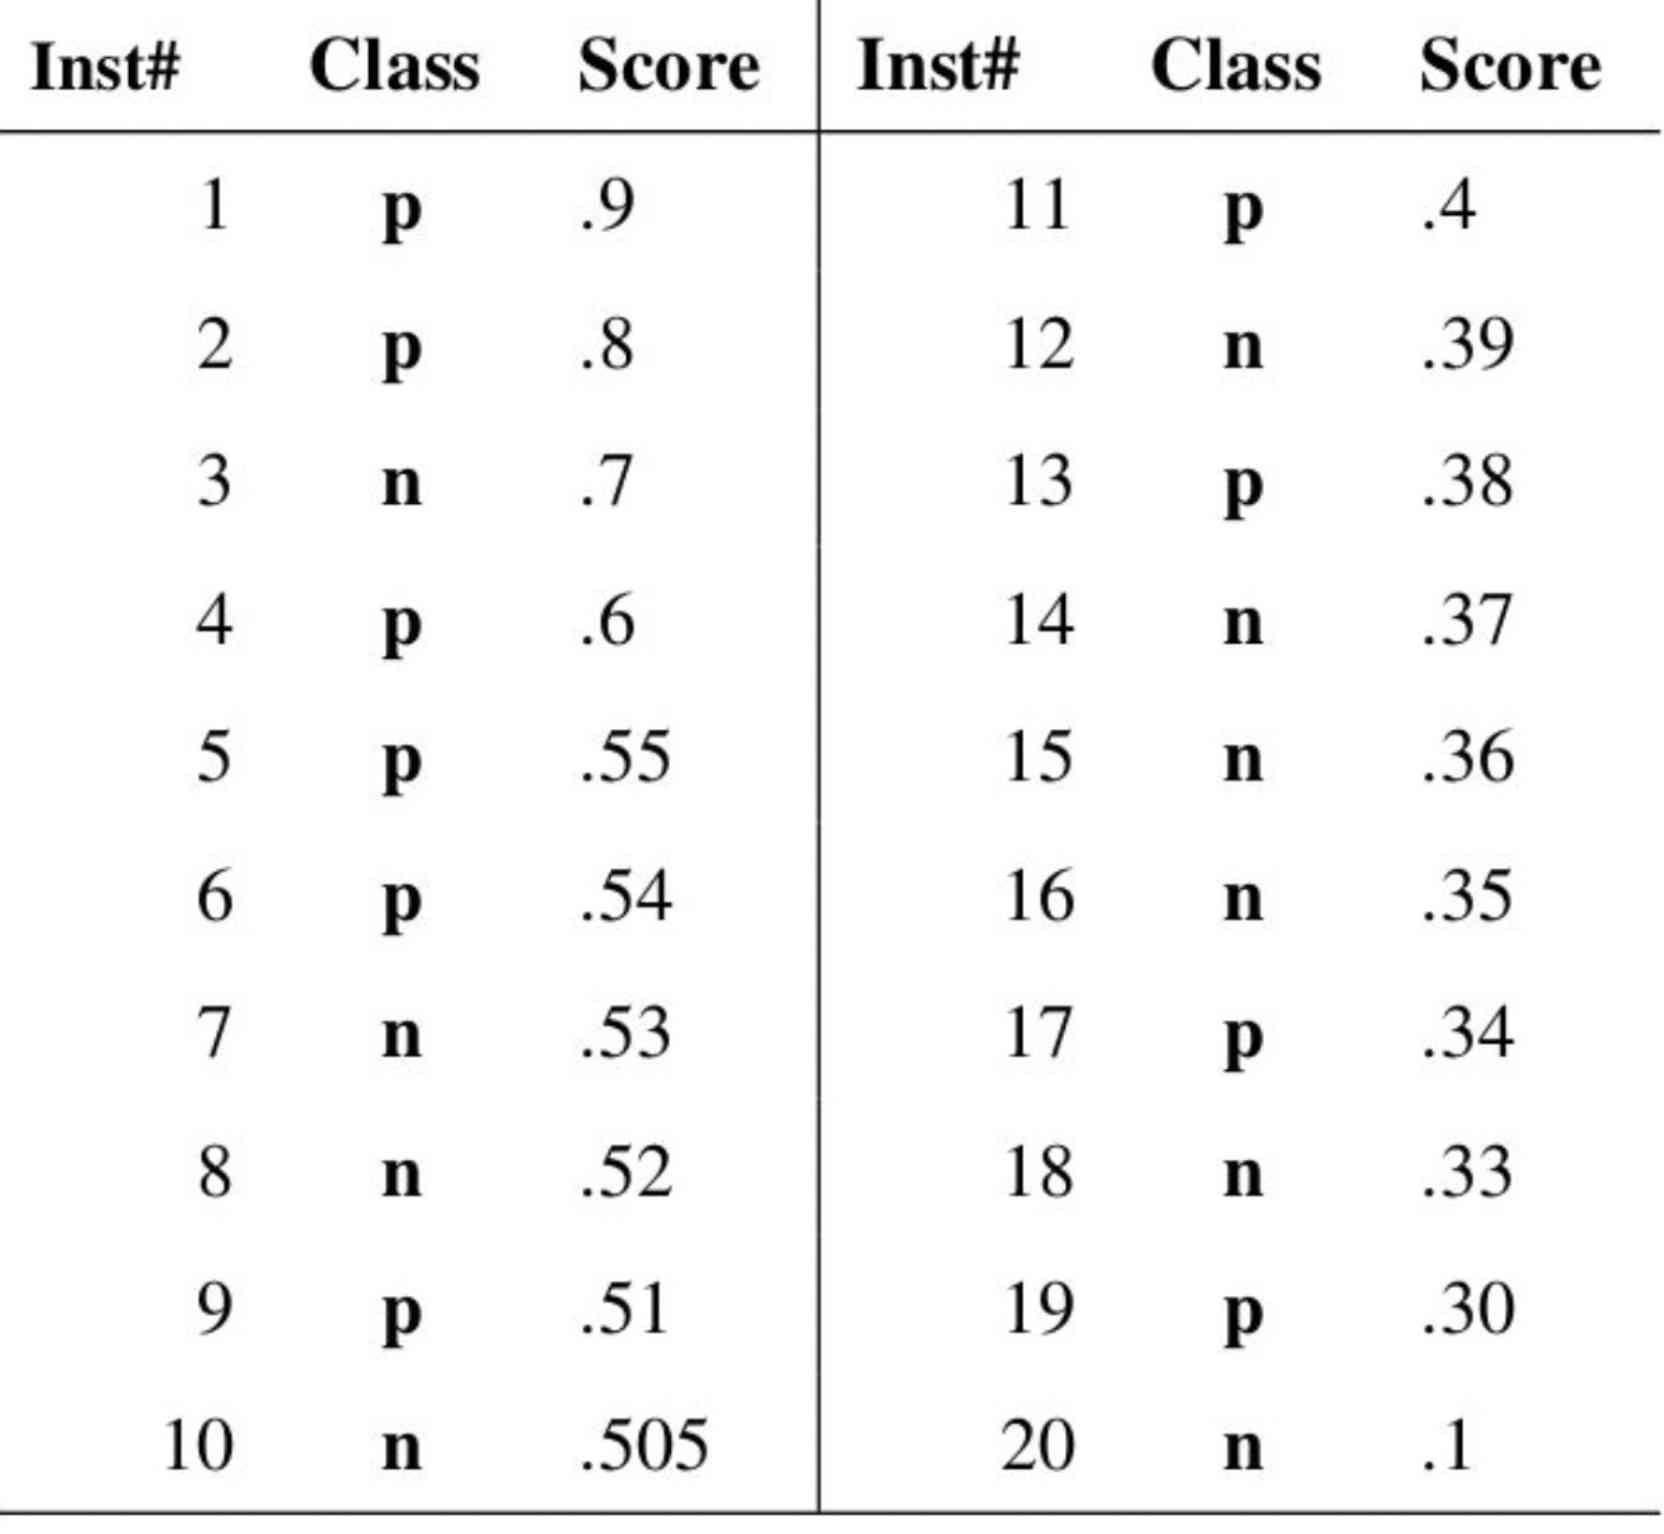 Inst# Class Score Inst# Class Score
1 p .9 11 p .4
2 p .8 12 n .39
3 n .7 13 p .38
4 p .6 14 n .37
5 p .55 15 n .36
6 p .54 16 n .35
7 n .53 17 p .34
8 n .52 18 n .33
9 p .51 19 p .30
10 n .505 20 n .1